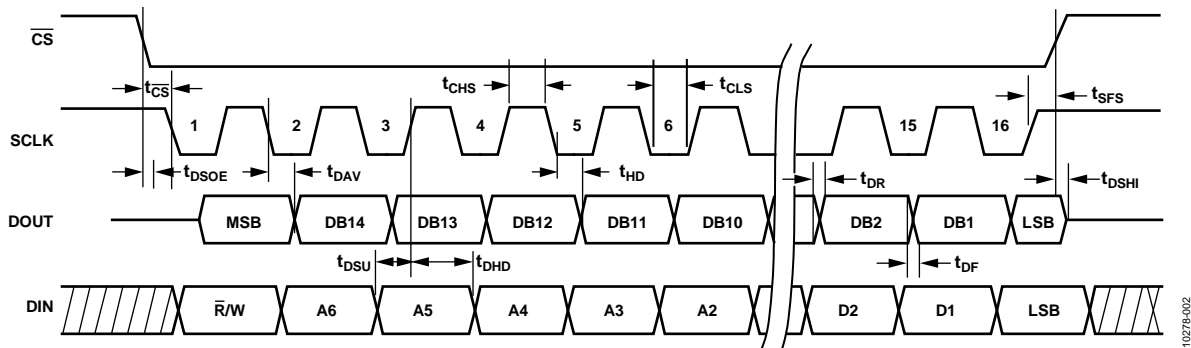 CS
tCS
tCHS
tCLS
tSFS
SCLK
1
2
3
4
5
6
15
16
tDSOE
tDAV
tHD
tDR
tDSHI
DOUT
MSB
DB14
DB13
DB12
DB11
DB10
DB2
DB1
LSB
tDSU
tDHD
tDF
DIN
R/W
A6
A5
A4
A3
A2
D2
D1
LSB
10278-002